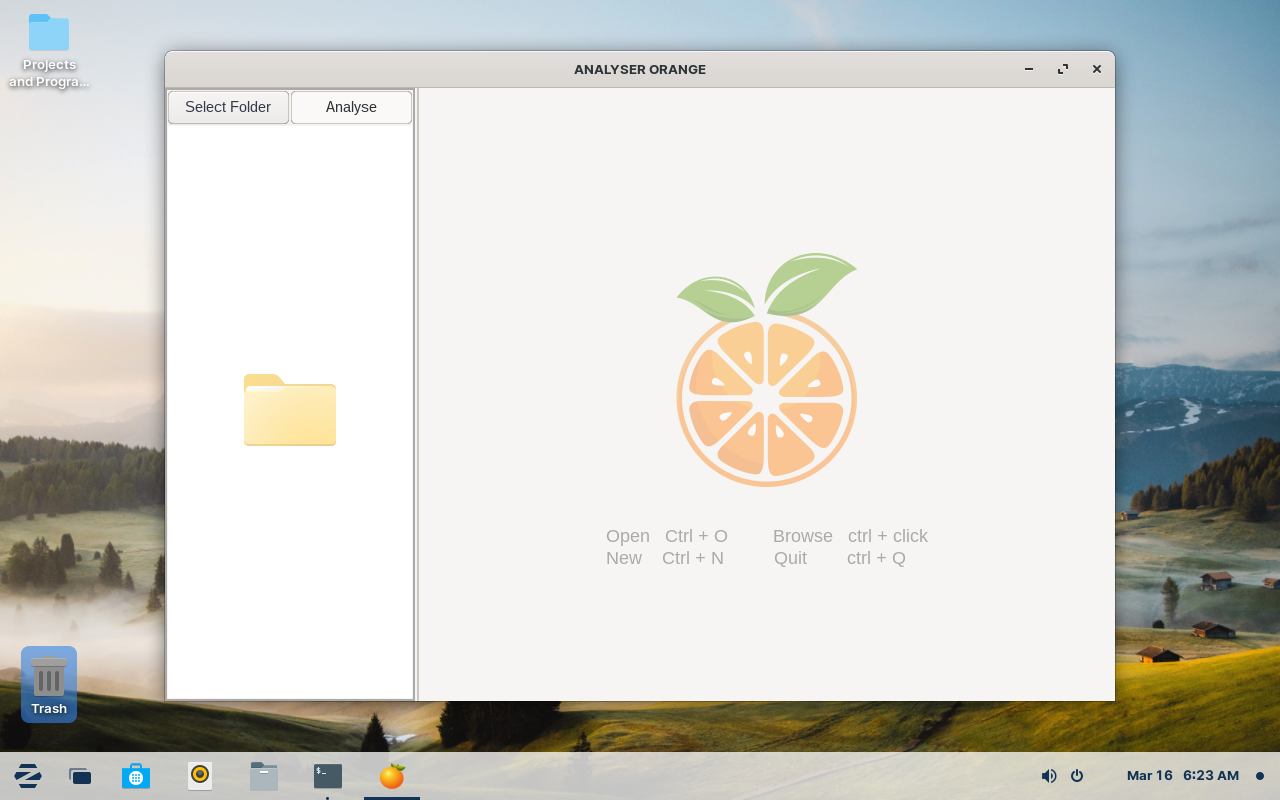 Projects
and Progra...
ANALYSER ORANGE
Select Folder Analyse
Open Ctrl + O Browse ctrl + click
New Ctrl + N Quit ctrl + Q
Trash
$_
Mar 16 6:23 AM